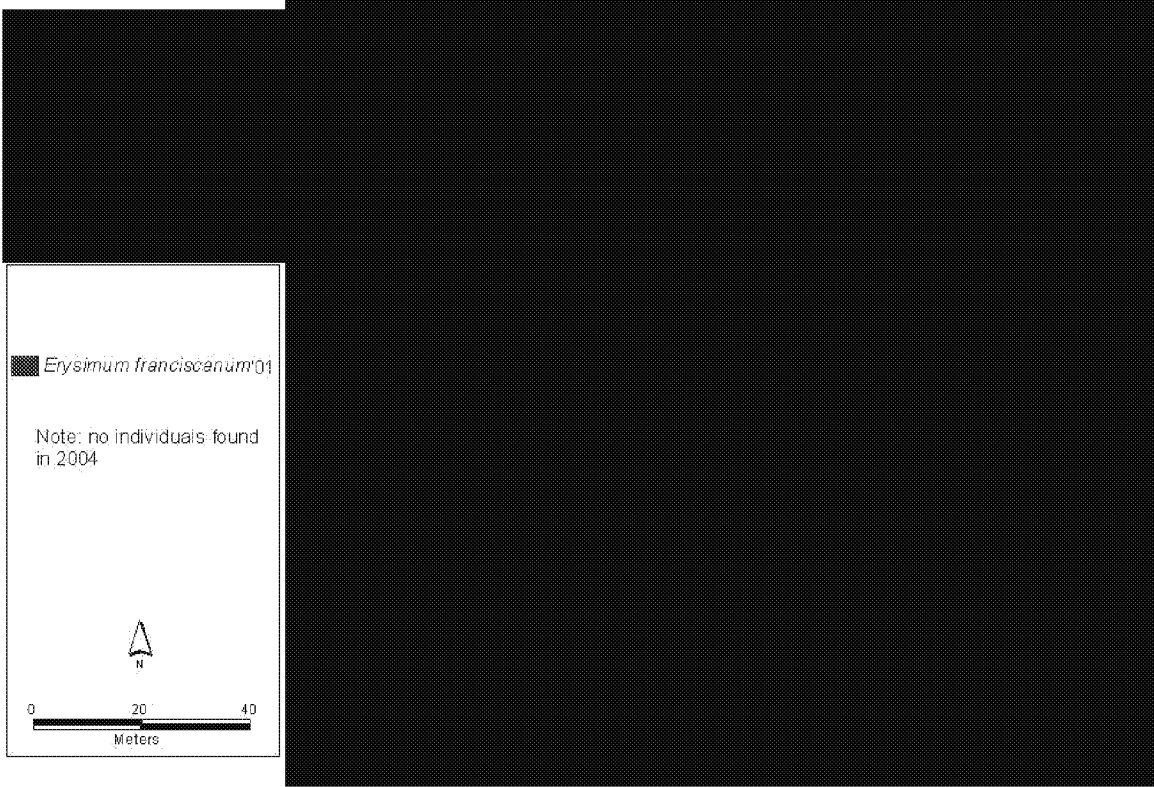 Erysimum franciscanum'01
Note: no individuals found
in 2004
N
0 20 40
Meters